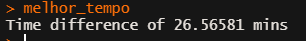 > melhor_tempo
Time difference of 26.56581 mins
>